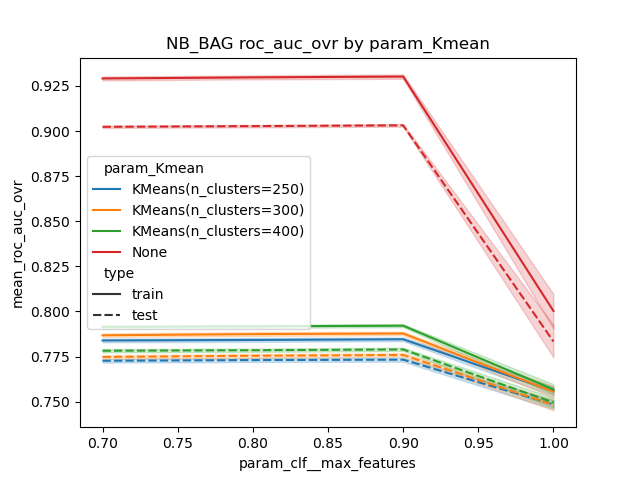 NB_BAG roc_auc_ovr by param_Kmean
mean_roc_auc_ovr
0.925
0.900
0.875
0.850
0.825
0.800
0.775
0.750
param_Kmean
KMeans(n_clusters=250)
KMeans(n_clusters=300)
KMeans(n_clusters=400)
None
type
train
test
0.70 0.75 0.80 0.85 0.90 0.95 1.00
param_clf__max_features